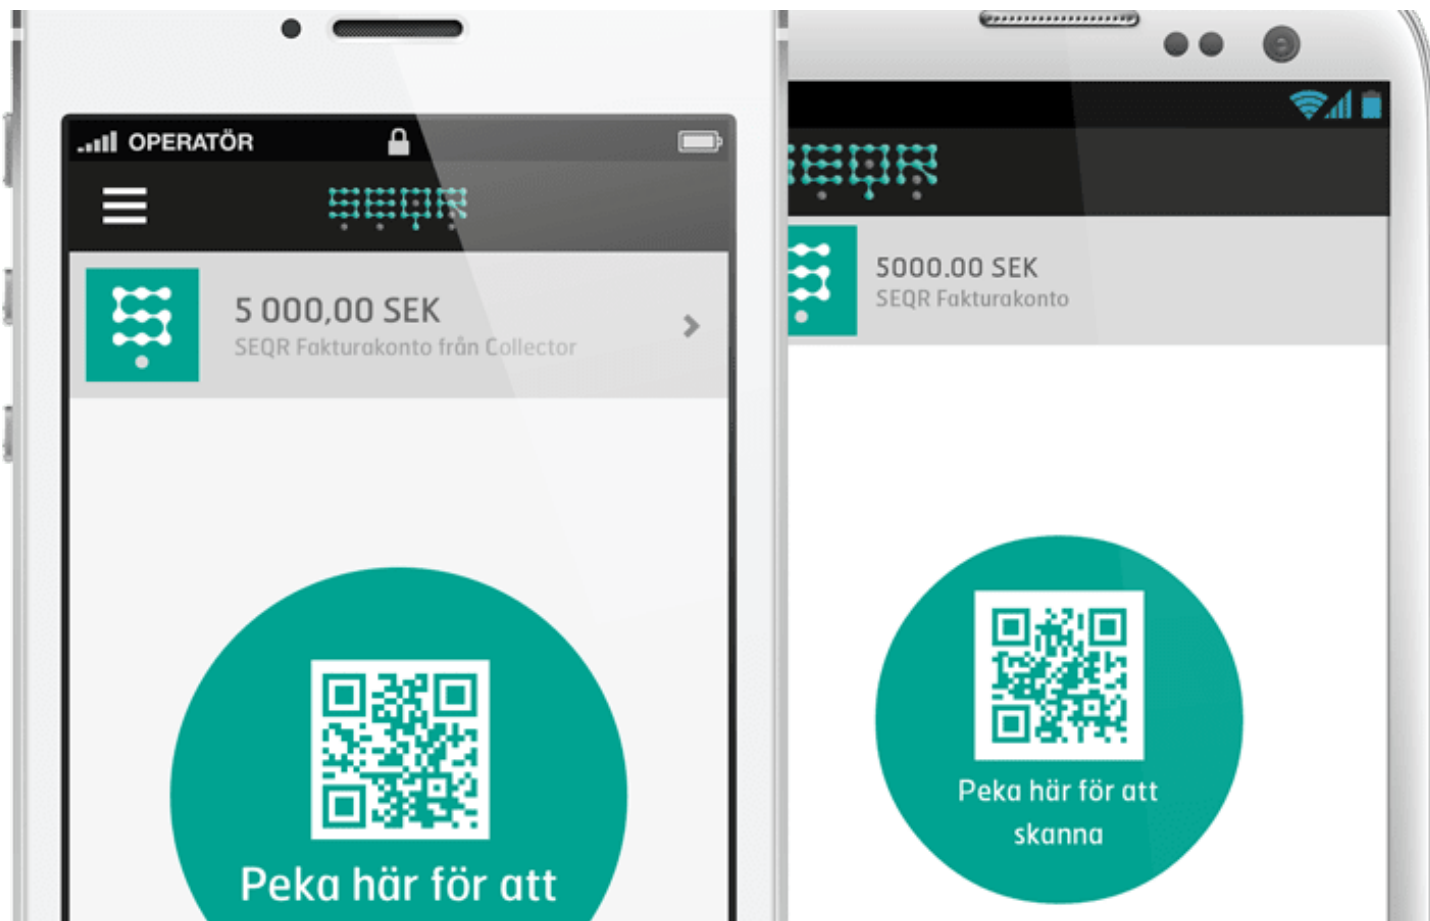 OPERATÖR
SEQR
5 000,00 SEK
SEQR Fakturakonto från Collector
Peka här för att
SEQR
5000.00 SEK
SEQR Fakturakonto
Peka här för att
skanna